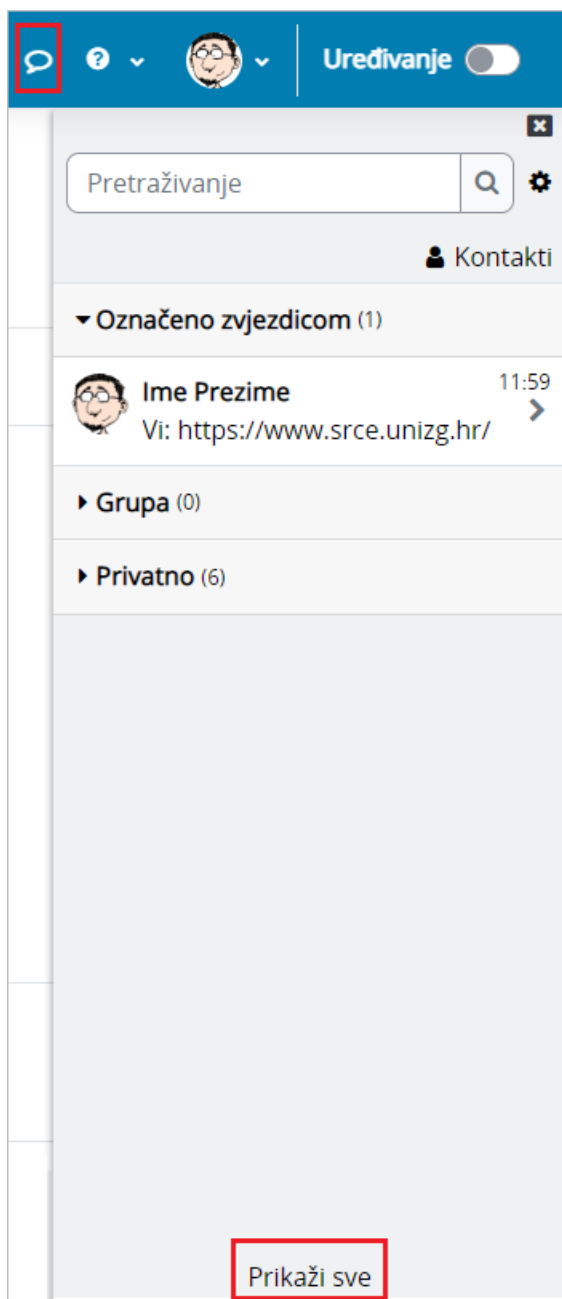 Uređivanje
Pretraživanje
Kontakti
Označeno zvjezdicom (1)
Ime Prezime 11:59
Vi: https://www.srce.unizg.hr/
Grupa (0)
Privatno (6)
Prikaži sve